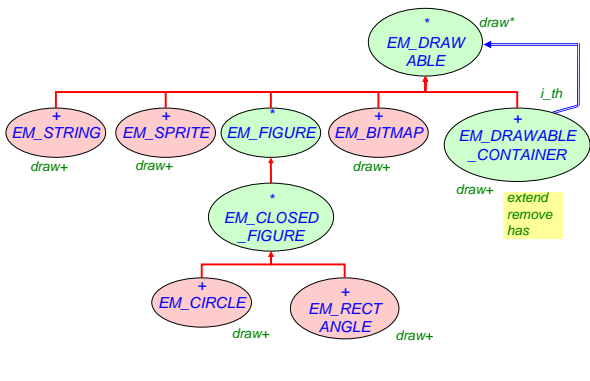 *
EM_DRAW
ABLE
draw*
i_th
+
EM_STRING
draw+
+
EM_SPRITE
draw+
*
EM_FIGURE
+
EM_BITMAP
draw+
+
EM_DRAWABLE
_CONTAINER
draw+
extend
remove
has
*
EM_CLOSED
_FIGURE
+
EM_CIRCLE
draw+
+
EM_RECT
ANGLE
draw+